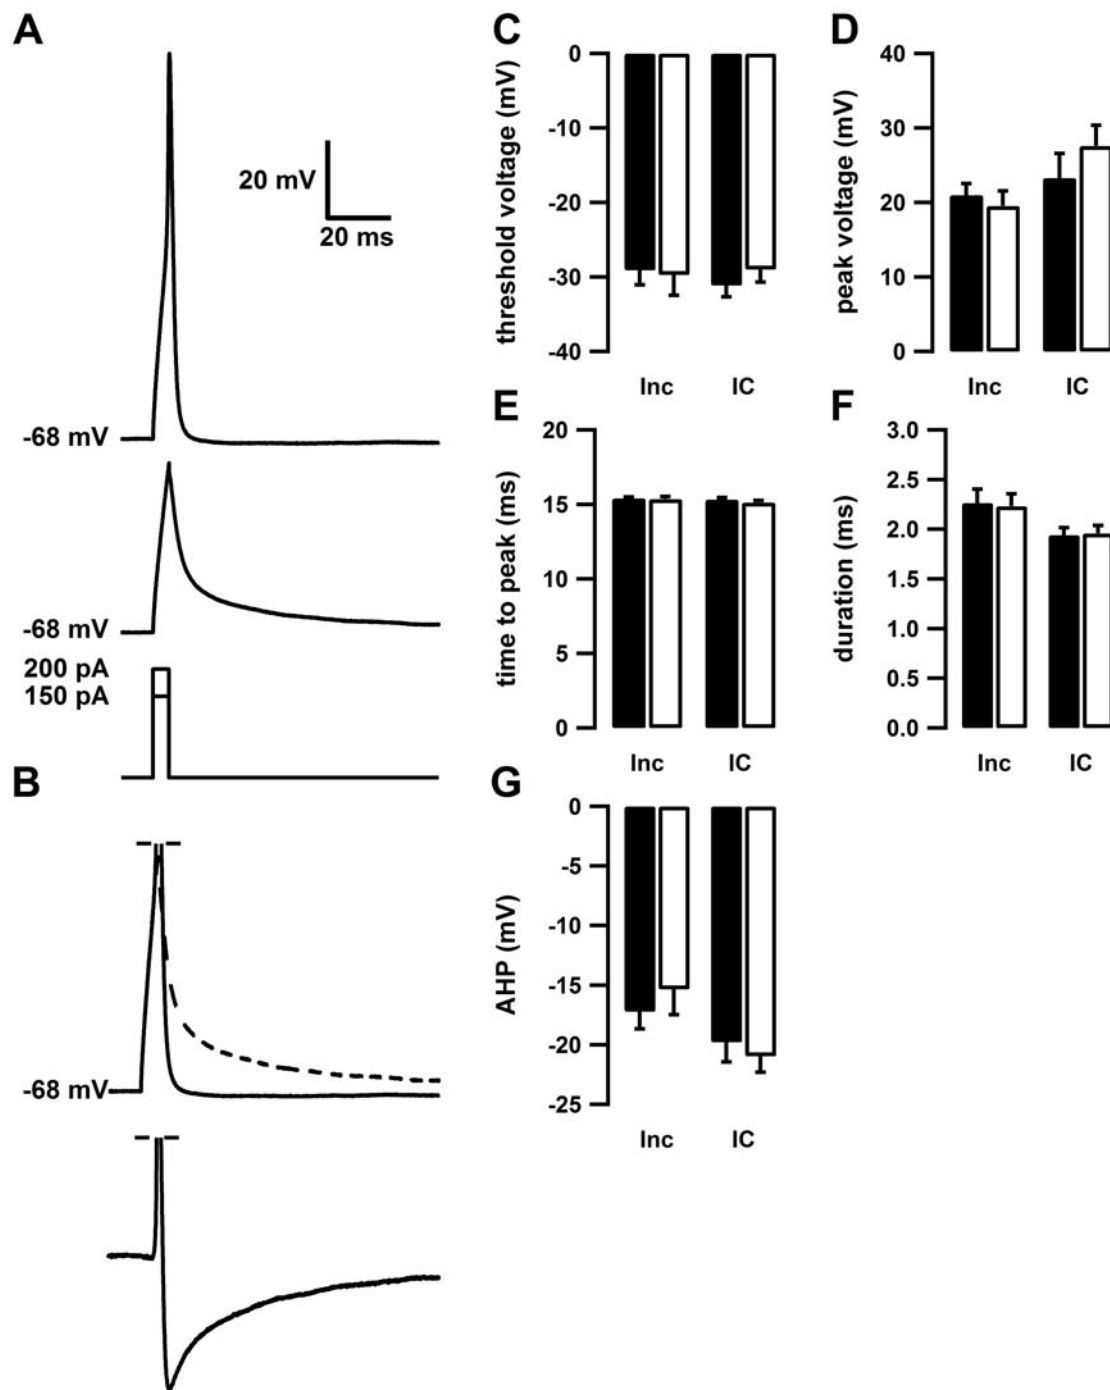 A
20 mV
20 ms
-68 mV
-68 mV
200 pA
150 pA
B
-68 mV
C
threshold voltage (mV)
0
-10
-20
-30
-40
Inc IC
D
peak voltage (mV)
40
30
20
10
0
Inc IC
E
time to peak (ms)
20
15
10
5
0
Inc IC
F
duration (ms)
3.0
2.5
2.0
1.5
1.0
0.5
0.0
Inc IC
G
AHP (mV)
0
-5
-10
-15
-20
-25
Inc IC